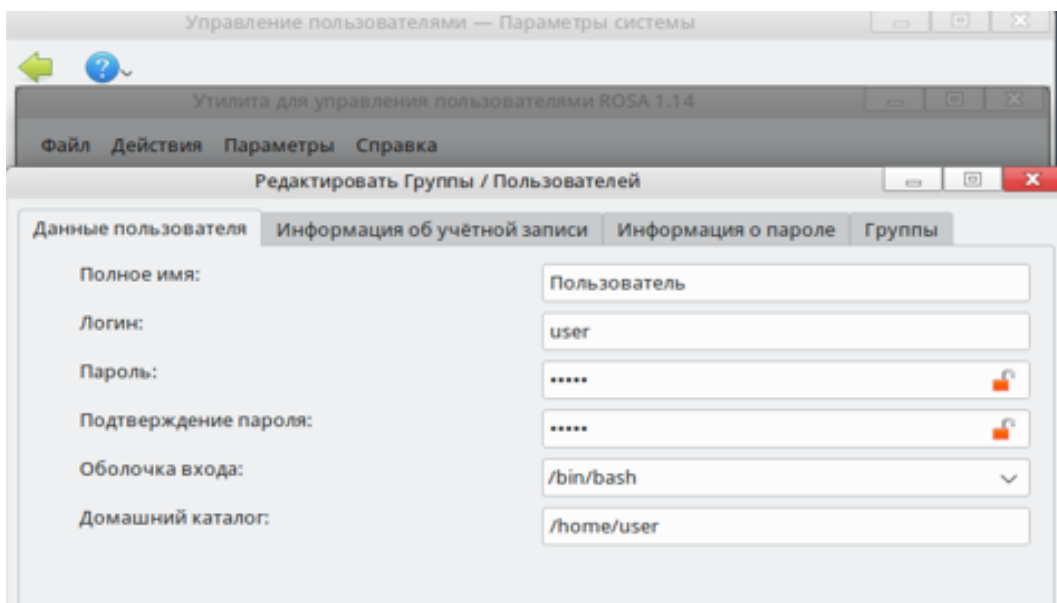 Управление пользователями — Параметры системы
Утилита для управления пользователями ROSA 1.14
Файл Действия Параметры Справка
Редактировать Группы / Пользователей
Данные пользователя Информация об учётной записи Информация о пароле Группы
Полное имя: Пользователь
Логин: user
Пароль: •••••
Подтверждение пароля: •••••
Оболочка входа: /bin/bash
Домашний каталог: /home/user